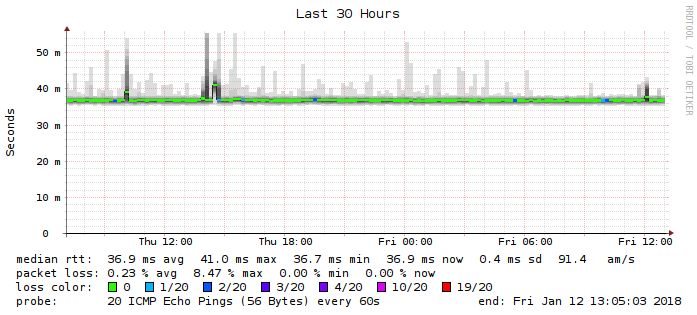 Last 30 Hours
RRDTOOL / TOBI OETIKER
Seconds
50 m
40 m
30 m
20 m
10 m
0
Thu 12:00 Thu 18:00 Fri 00:00 Fri 06:00 Fri 12:00
median rtt: 36.9 ms avg 41.0 ms max 36.7 ms min 36.9 ms now 0.4 ms sd 91.4 am/s
packet loss: 0.23 % avg 8.47 % max 0.00 % min 0.00 % now
loss color: 0 1/20 2/20 3/20 4/20 10/20 19/20
probe: 20 ICMP Echo Pings (56 Bytes) every 60s end: Fri Jan 12 13:05:03 2018